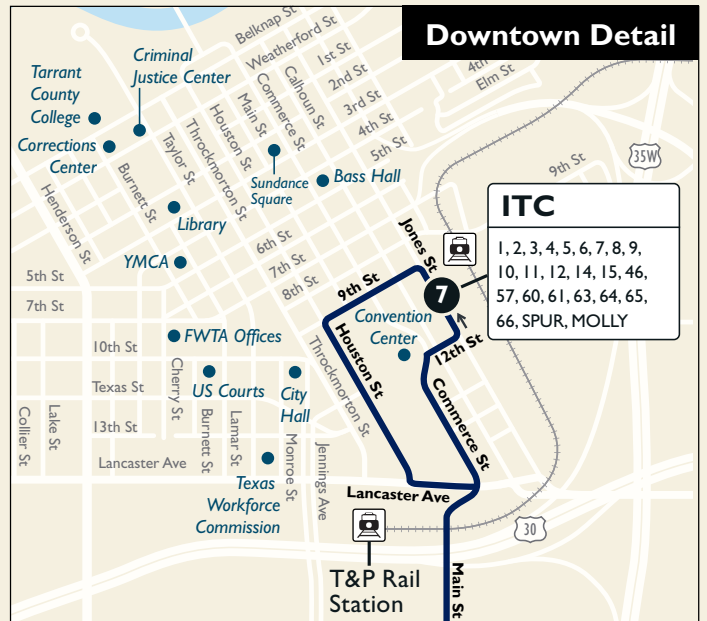 Downtown Detail
Belknap St
Weatherford St
1st St
2nd St
3rd St
4th St
5th St
4th St
Elm St
Calhoun St
Commerce St
Main St
Houston St
Throckmorton St
Taylor St
Burnett St
Henderson St
Criminal
Justice Center
Tarrant
County
College
Corrections
Center
Sundance
Square
Bass Hall
Library
YMCA
9th St
35W
ITC
1, 2, 3, 4, 5, 6, 7, 8, 9,
10, 11, 12, 14, 15, 46,
57, 60, 61, 63, 64, 65,
66, SPUR, MOLLY
Jones St
7
6th St
7th St
8th St
9th St
5th St
7th St
Convention
Center
12th St
Houston St
Throckmorton St
Commerce St
FWTA Offices
10th St
US Courts
City
Hall
Texas St
13th St
Cherry St
Burnett St
Lamar St
Monroe St
Jennings Ave
Collier St
Lake St
Lancaster Ave
Lancaster Ave
Texas
Workforce
Commission
30
T&P Rail
Station
Main St